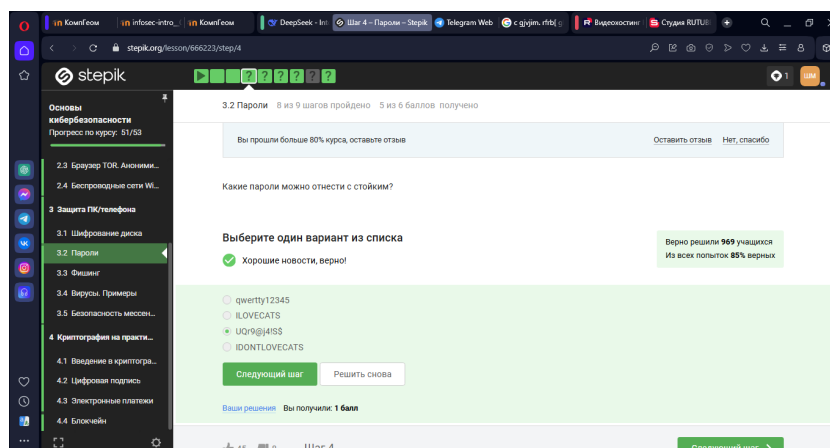 КомпГеом
infosec-intro_
КомпГеом
DeepSeek - Int
Шаг 4 – Пароли – Stepik
Telegram Web
c gjvjim. rfrb[
Видеохостинг
Студия RUTUB
stepik.org/lesson/666223/step/4
stepik
1
ШМ
Основы кибербезопасности
Прогресс по курсу: 51/53
2.3 Браузер TOR. Аноними...
2.4 Беспроводные сети Wi...
3 Защита ПК/телефона
3.1 Шифрование диска
3.2 Пароли
3.3 Фишинг
3.4 Вирусы. Примеры
3.5 Безопасность мессен...
4 Криптография на практи...
4.1 Введение в криптогра...
4.2 Цифровая подпись
4.3 Электронные платежи
4.4 Блокчейн
3.2 Пароли 8 из 9 шагов пройдено 5 из 6 баллов получено
Вы прошли больше 80% курса, оставьте отзыв
Оставить отзыв Нет, спасибо
Какие пароли можно отнести с стойким?
Выберите один вариант из списка
Хорошие новости, верно!
Верно решили 969 учащихся
Из всех попыток 85% верных
qwertty12345
ILOVECATS
UQr9@j4!S$
IDONTLOVECATS
Следующий шаг
Решить снова
Ваши решения Вы получили: 1 балл
Шаг 4
Следующий шаг